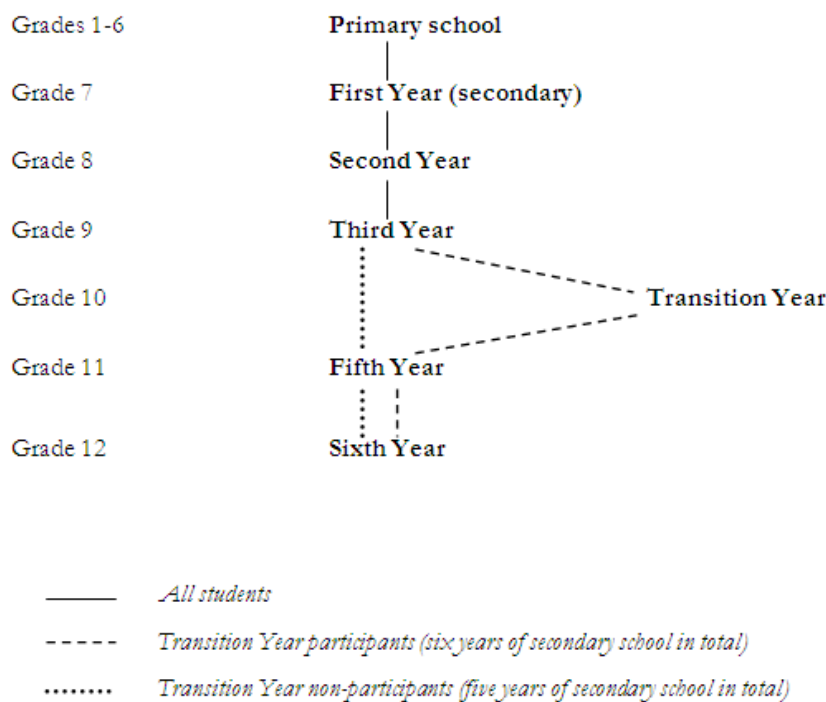 Grades 1-6 Primary school
Grade 7 First Year (secondary)
Grade 8 Second Year
Grade 9 Third Year
Grade 10 Transition Year
Grade 11 Fifth Year
Grade 12 Sixth Year
All students
Transition Year participants (six years of secondary school in total)
Transition Year non-participants (five years of secondary school in total)